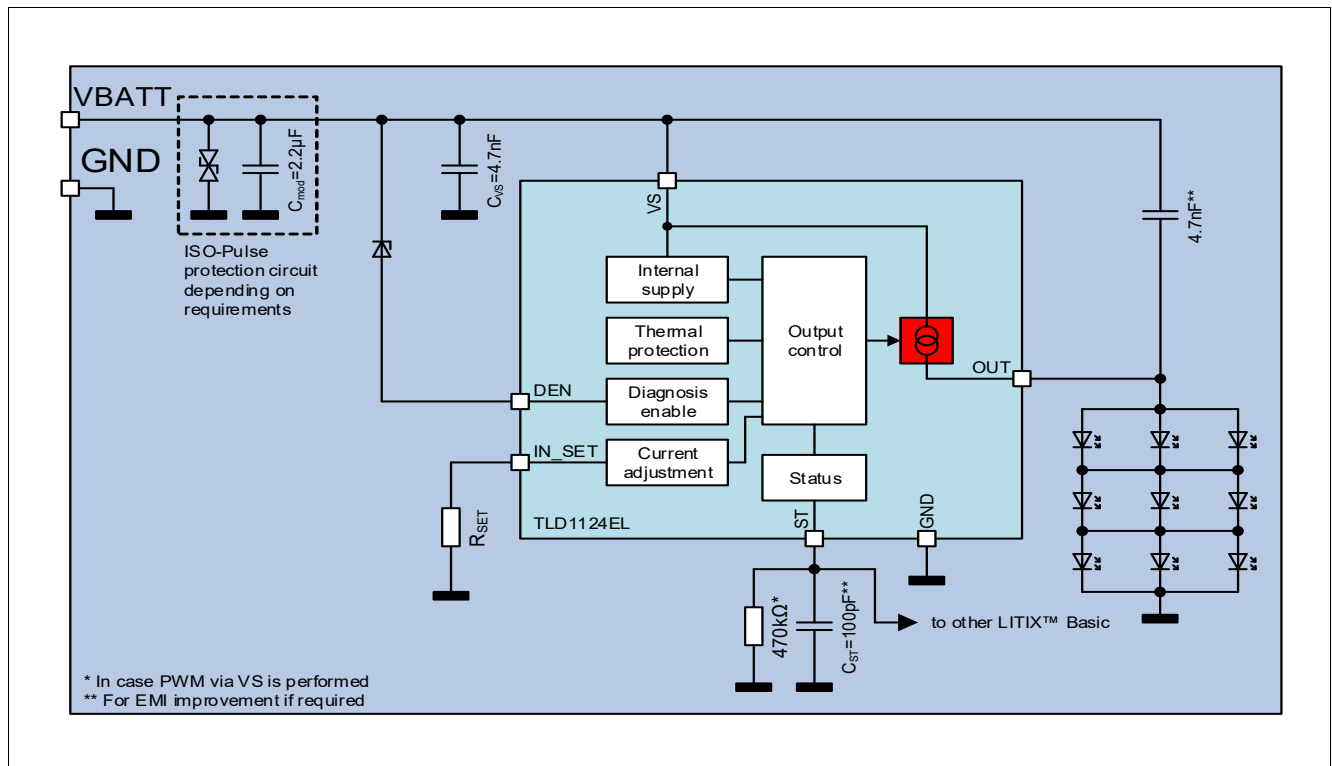 VBATT
GND
Cmod=2.2µF
ISO-Pulse
protection circuit
depending on
requirements
CVS=4.7nF
4.7nF**
VS
Internal
supply
Thermal
protection
Output
control
OUT
DEN
Diagnosis
enable
IN_SET
Current
adjustment
Status
RSET
TLD1124EL
ST
GND
470kΩ*
CST=100pF**
to other LITIX™ Basic
* In case PWM via VS is performed
** For EMI improvement if required